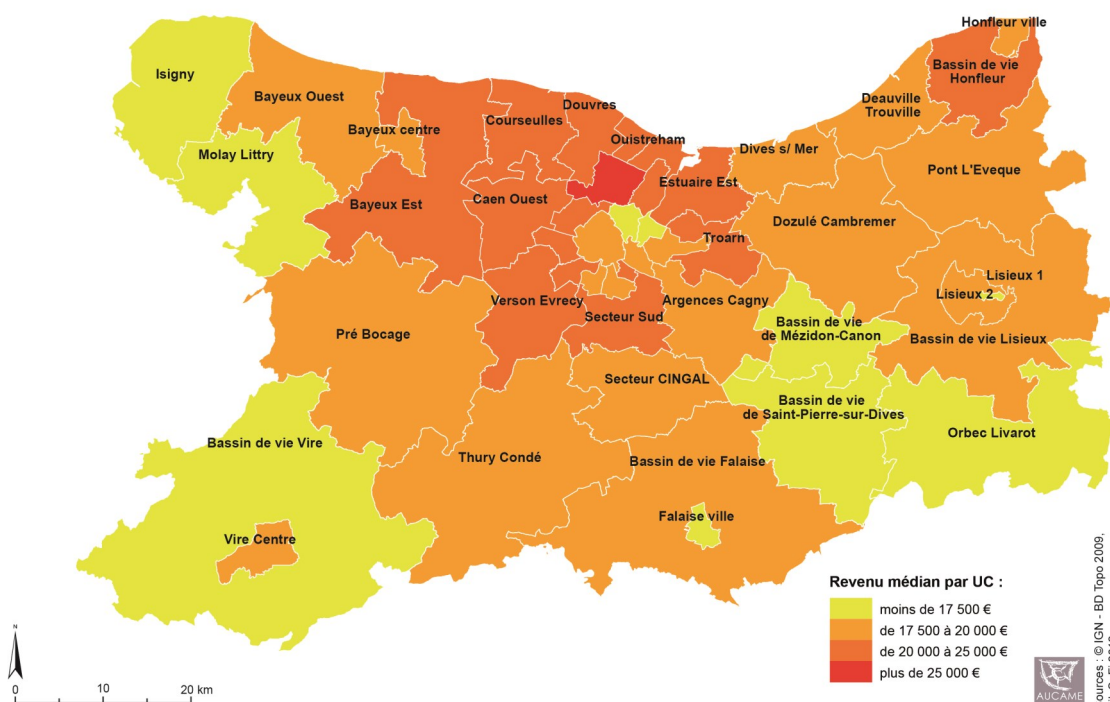 Honfleur ville
Isigny
Bassin de vie
Honfleur
Bayeux Ouest
Deauville
Trouville
Douvres
Courseulles
Bayeux centre
Ouistreham
Dives s/ Mer
Molay Littry
Pont L'Eveque
Estuaire Est
Bayeux Est
Caen Ouest
Dozulé Cambremer
Troarn
Lisieux 1
Lisieux 2
Verson Evrecy
Argences Cagny
Secteur Sud
Bassin de vie
de Mézidon-Canon
Pré Bocage
Bassin de vie Lisieux
Secteur CINGAL
Bassin de vie
de Saint-Pierre-sur-Dives
Orbec Livarot
Bassin de vie Vire
Thury Condé
Bassin de vie Falaise
Falaise ville
Vire Centre
Revenu médian par UC :
moins de 17 500 €
de 17 500 à 20 000 €
de 20 000 à 25 000 €
plus de 25 000 €
N
0 10 20 km
AUCAME
ources : © IGN - BD Topo 2009,